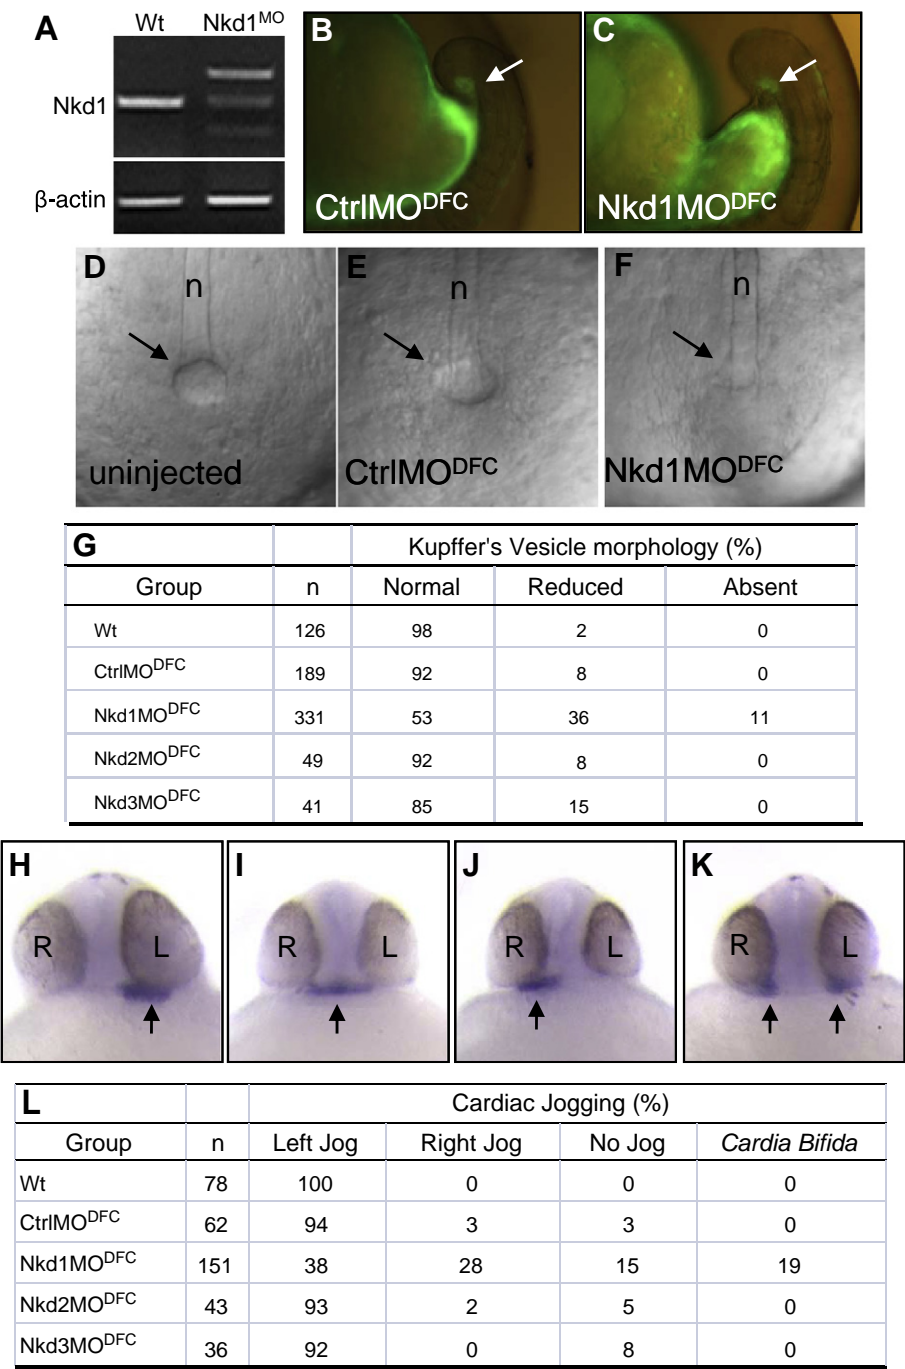 A Wt Nkd1MO
Nkd1
β-actin
B
CtrlMODFC
C
Nkd1MODFC
D
n
uninjected
E
n
CtrlMODFC
F
n
Nkd1MODFC
G Kupffer's Vesicle morphology (%)
Group n Normal Reduced Absent
Wt 126 98 2 0
CtrlMODFC 189 92 8 0
Nkd1MODFC 331 53 36 11
Nkd2MODFC 49 92 8 0
Nkd3MODFC 41 85 15 0
H
R L
I
R L
J
R L
K
R L
L Cardiac Jogging (%)
Group n Left Jog Right Jog No Jog Cardia Bifida
Wt 78 100 0 0 0
CtrlMODFC 62 94 3 3 0
Nkd1MODFC 151 38 28 15 19
Nkd2MODFC 43 93 2 5 0
Nkd3MODFC 36 92 0 8 0